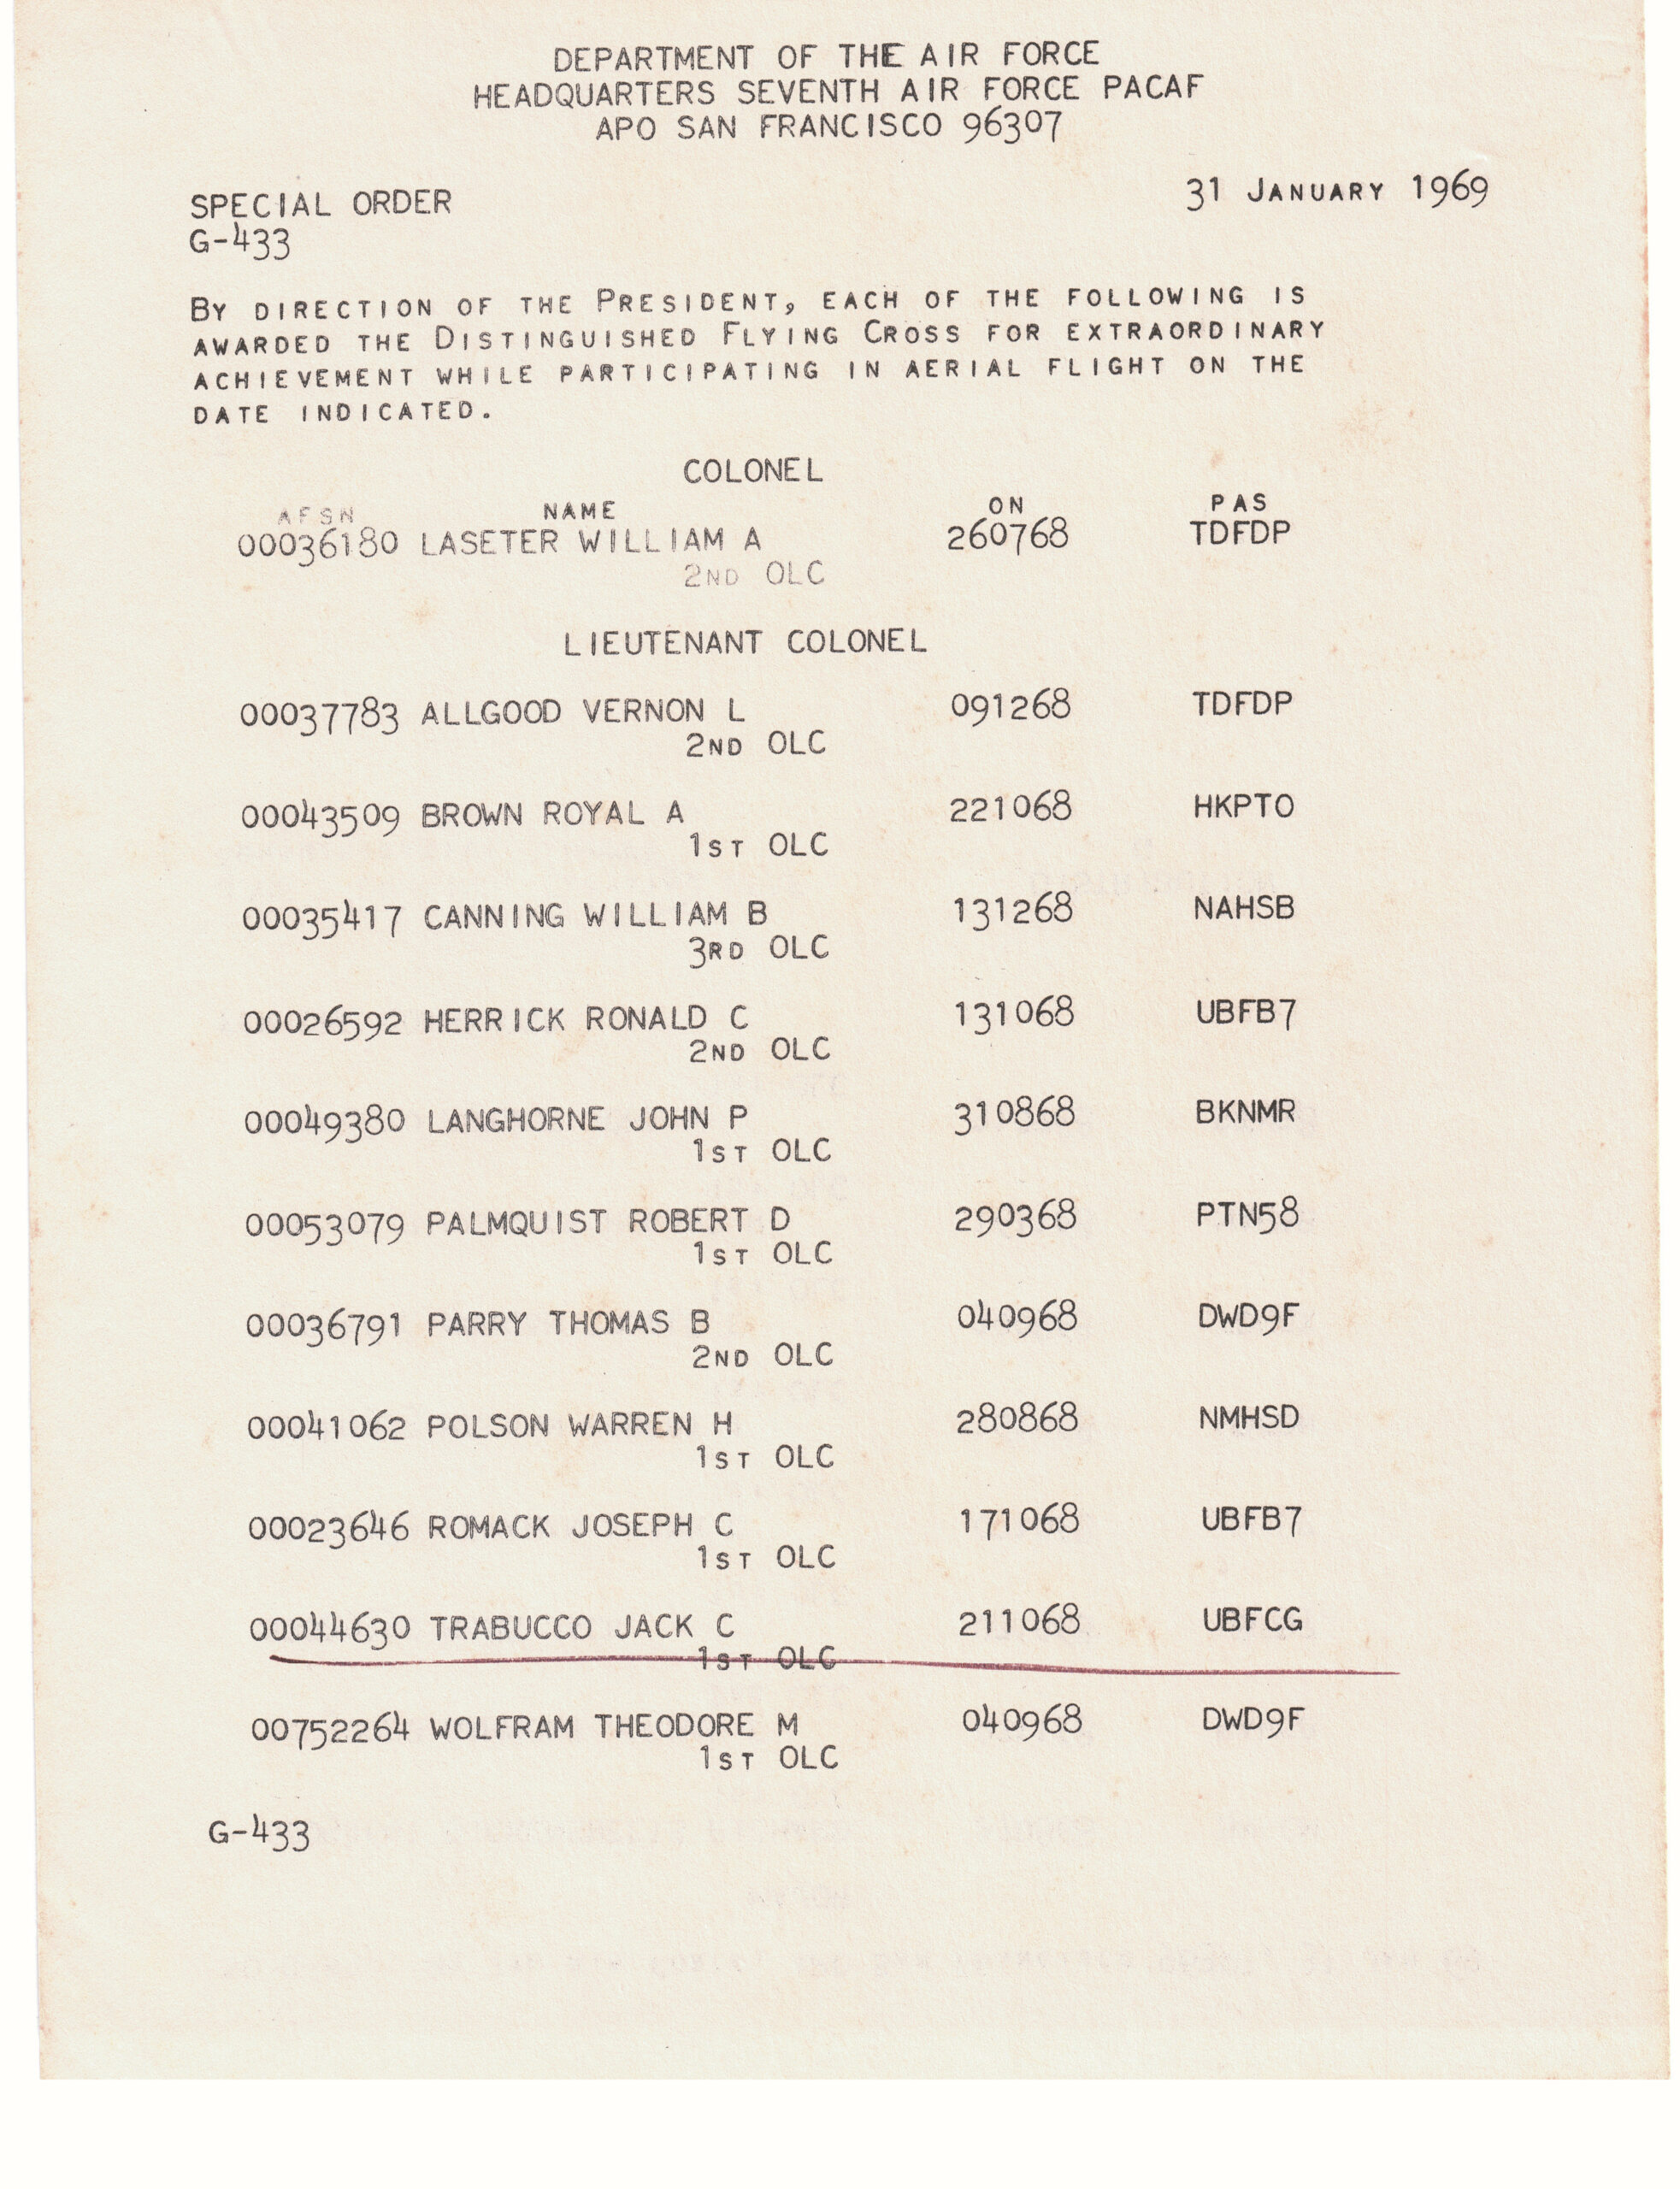 DEPARTMENT OF THE AIR FORCE
HEADQUARTERS SEVENTH AIR FORCE PACAF
APO SAN FRANCISCO 96307
SPECIAL ORDER 31 JANUARY 1969
G-433
BY DIRECTION OF THE PRESIDENT, EACH OF THE FOLLOWING IS
AWARDED THE DISTINGUISHED FLYING CROSS FOR EXTRAORDINARY
ACHIEVEMENT WHILE PARTICIPATING IN AERIAL FLIGHT ON THE
DATE INDICATED.
COLONEL
AFSN NAME ON PAS
00036180 LASETER WILLIAM A 260768 TDFDP
2ND OLC
LIEUTENANT COLONEL
00037783 ALLGOOD VERNON L 091268 TDFDP
2ND OLC
00043509 BROWN ROYAL A 221068 HKPTO
1ST OLC
00035417 CANNING WILLIAM B 131268 NAHSB
3RD OLC
00026592 HERRICK RONALD C 131068 UBFB7
2ND OLC
00049380 LANGHORNE JOHN P 310868 BKNMR
1ST OLC
00053079 PALMQUIST ROBERT D 290368 PTN58
1ST OLC
00036791 PARRY THOMAS B 040968 DWD9F
2ND OLC
00041062 POLSON WARREN H 280868 NMHSD
1ST OLC
00023646 ROMACK JOSEPH C 171068 UBFB7
1ST OLC
00044630 TRABUCCO JACK C 211068 UBFCG
1ST OLC
00752264 WOLFRAM THEODORE M 040968 DWD9F
1ST OLC
G-433